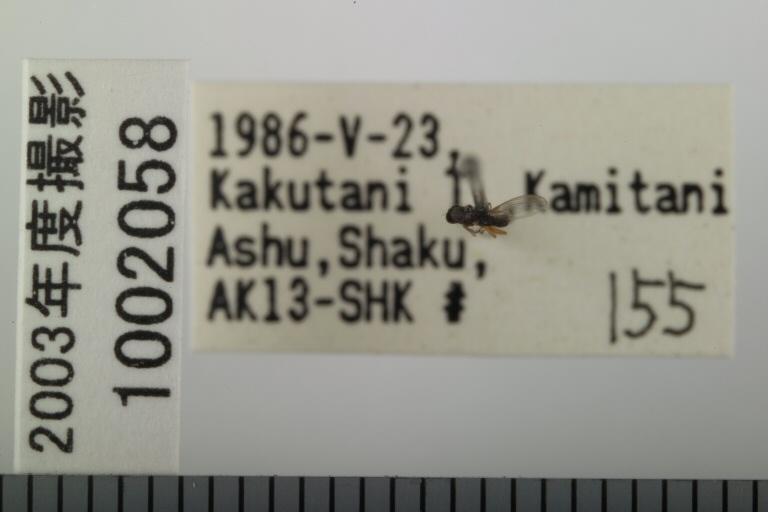 2003年度撮影
1002058
1986-V-23,
Kakutani Kamitani
Ashu,Shaku,
AK13-SHK # 155